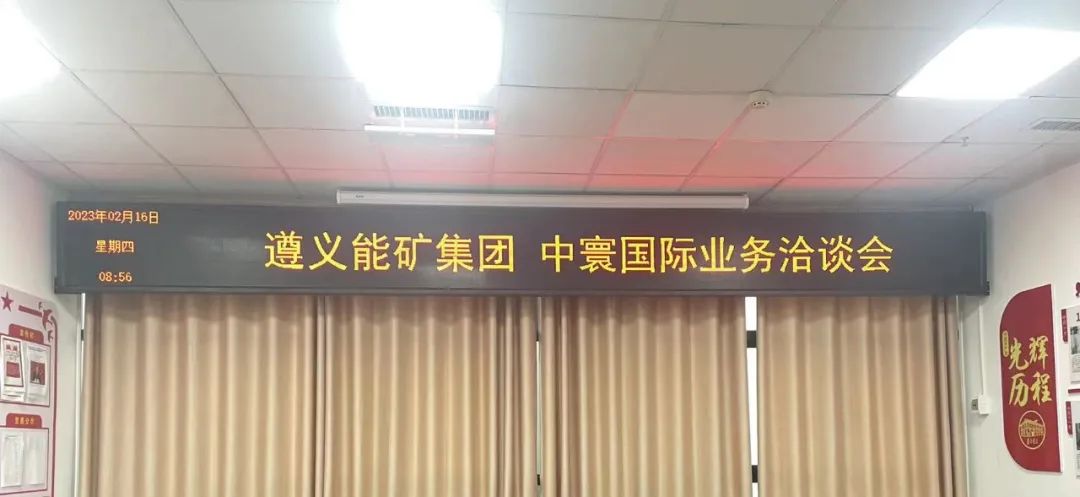 2023年02月16日
星期四
08:56
遵义能矿集团 中寰国际业务洽谈会
光辉
历程